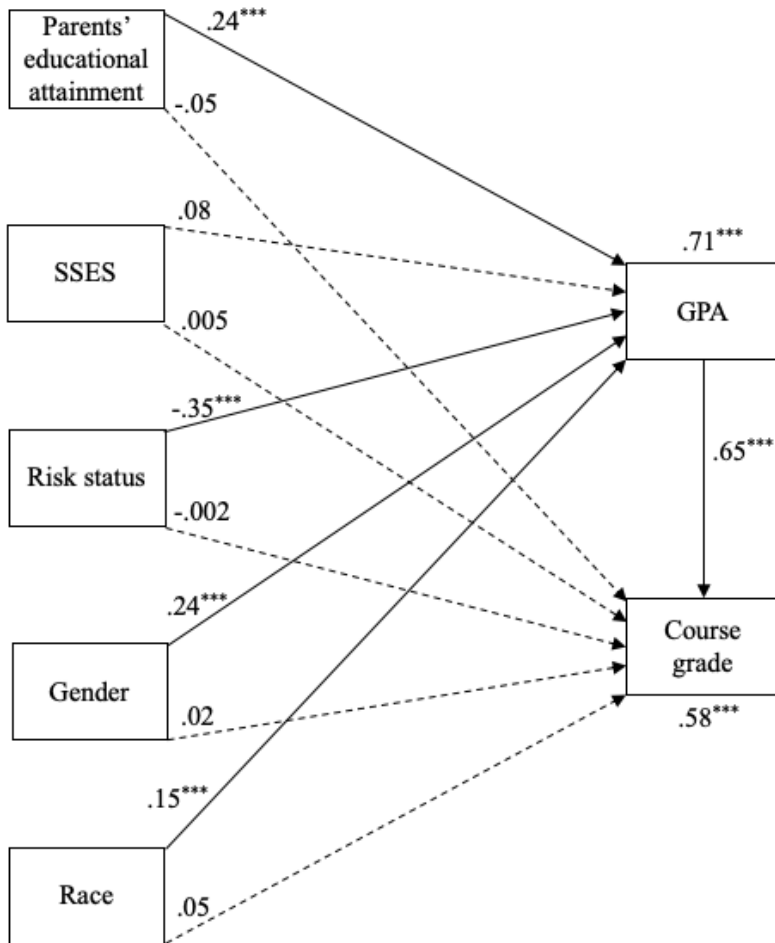 Parents’
educational
attainment
.24***
-.05
SSES
.08
.005
Risk status
-.35***
-.002
Gender
.24***
.02
Race
.15***
.05
.71***
GPA
.65***
Course
grade
.58***